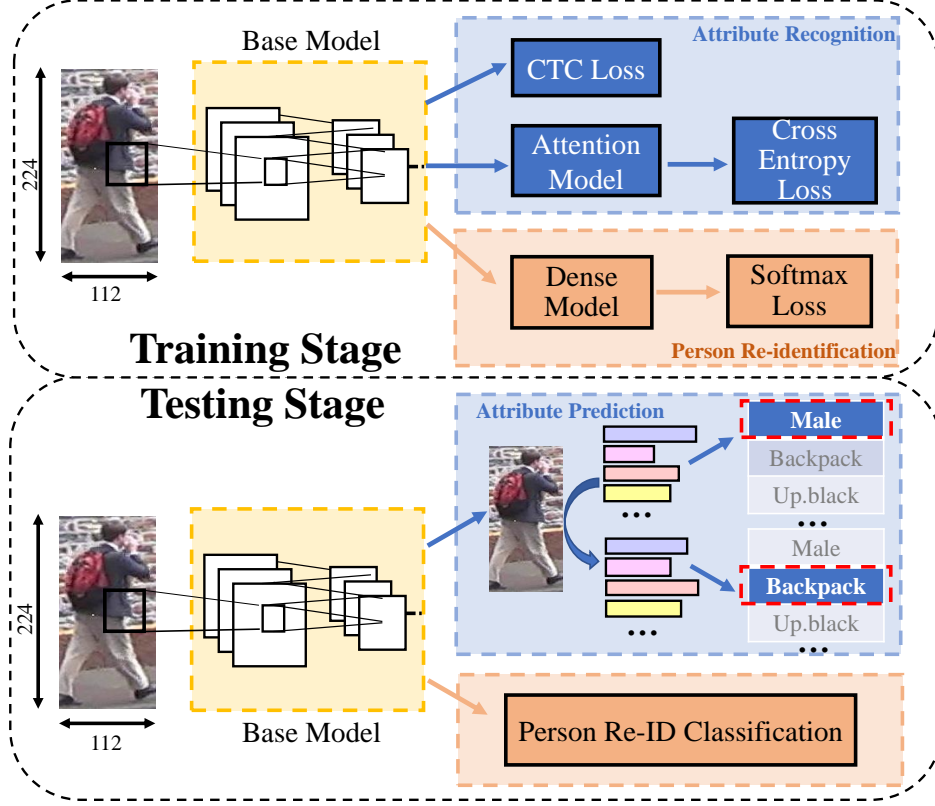 Base Model
Attribute Recognition
CTC Loss
Attention
Model
Cross
Entropy
Loss
224
112
Dense
Model
Softmax
Loss
Person Re-identification
Training Stage
Testing Stage
Attribute Prediction
Male
Backpack
Up.black
...
...
Male
Backpack
Up.black
...
...
224
112
Base Model
Person Re-ID Classification